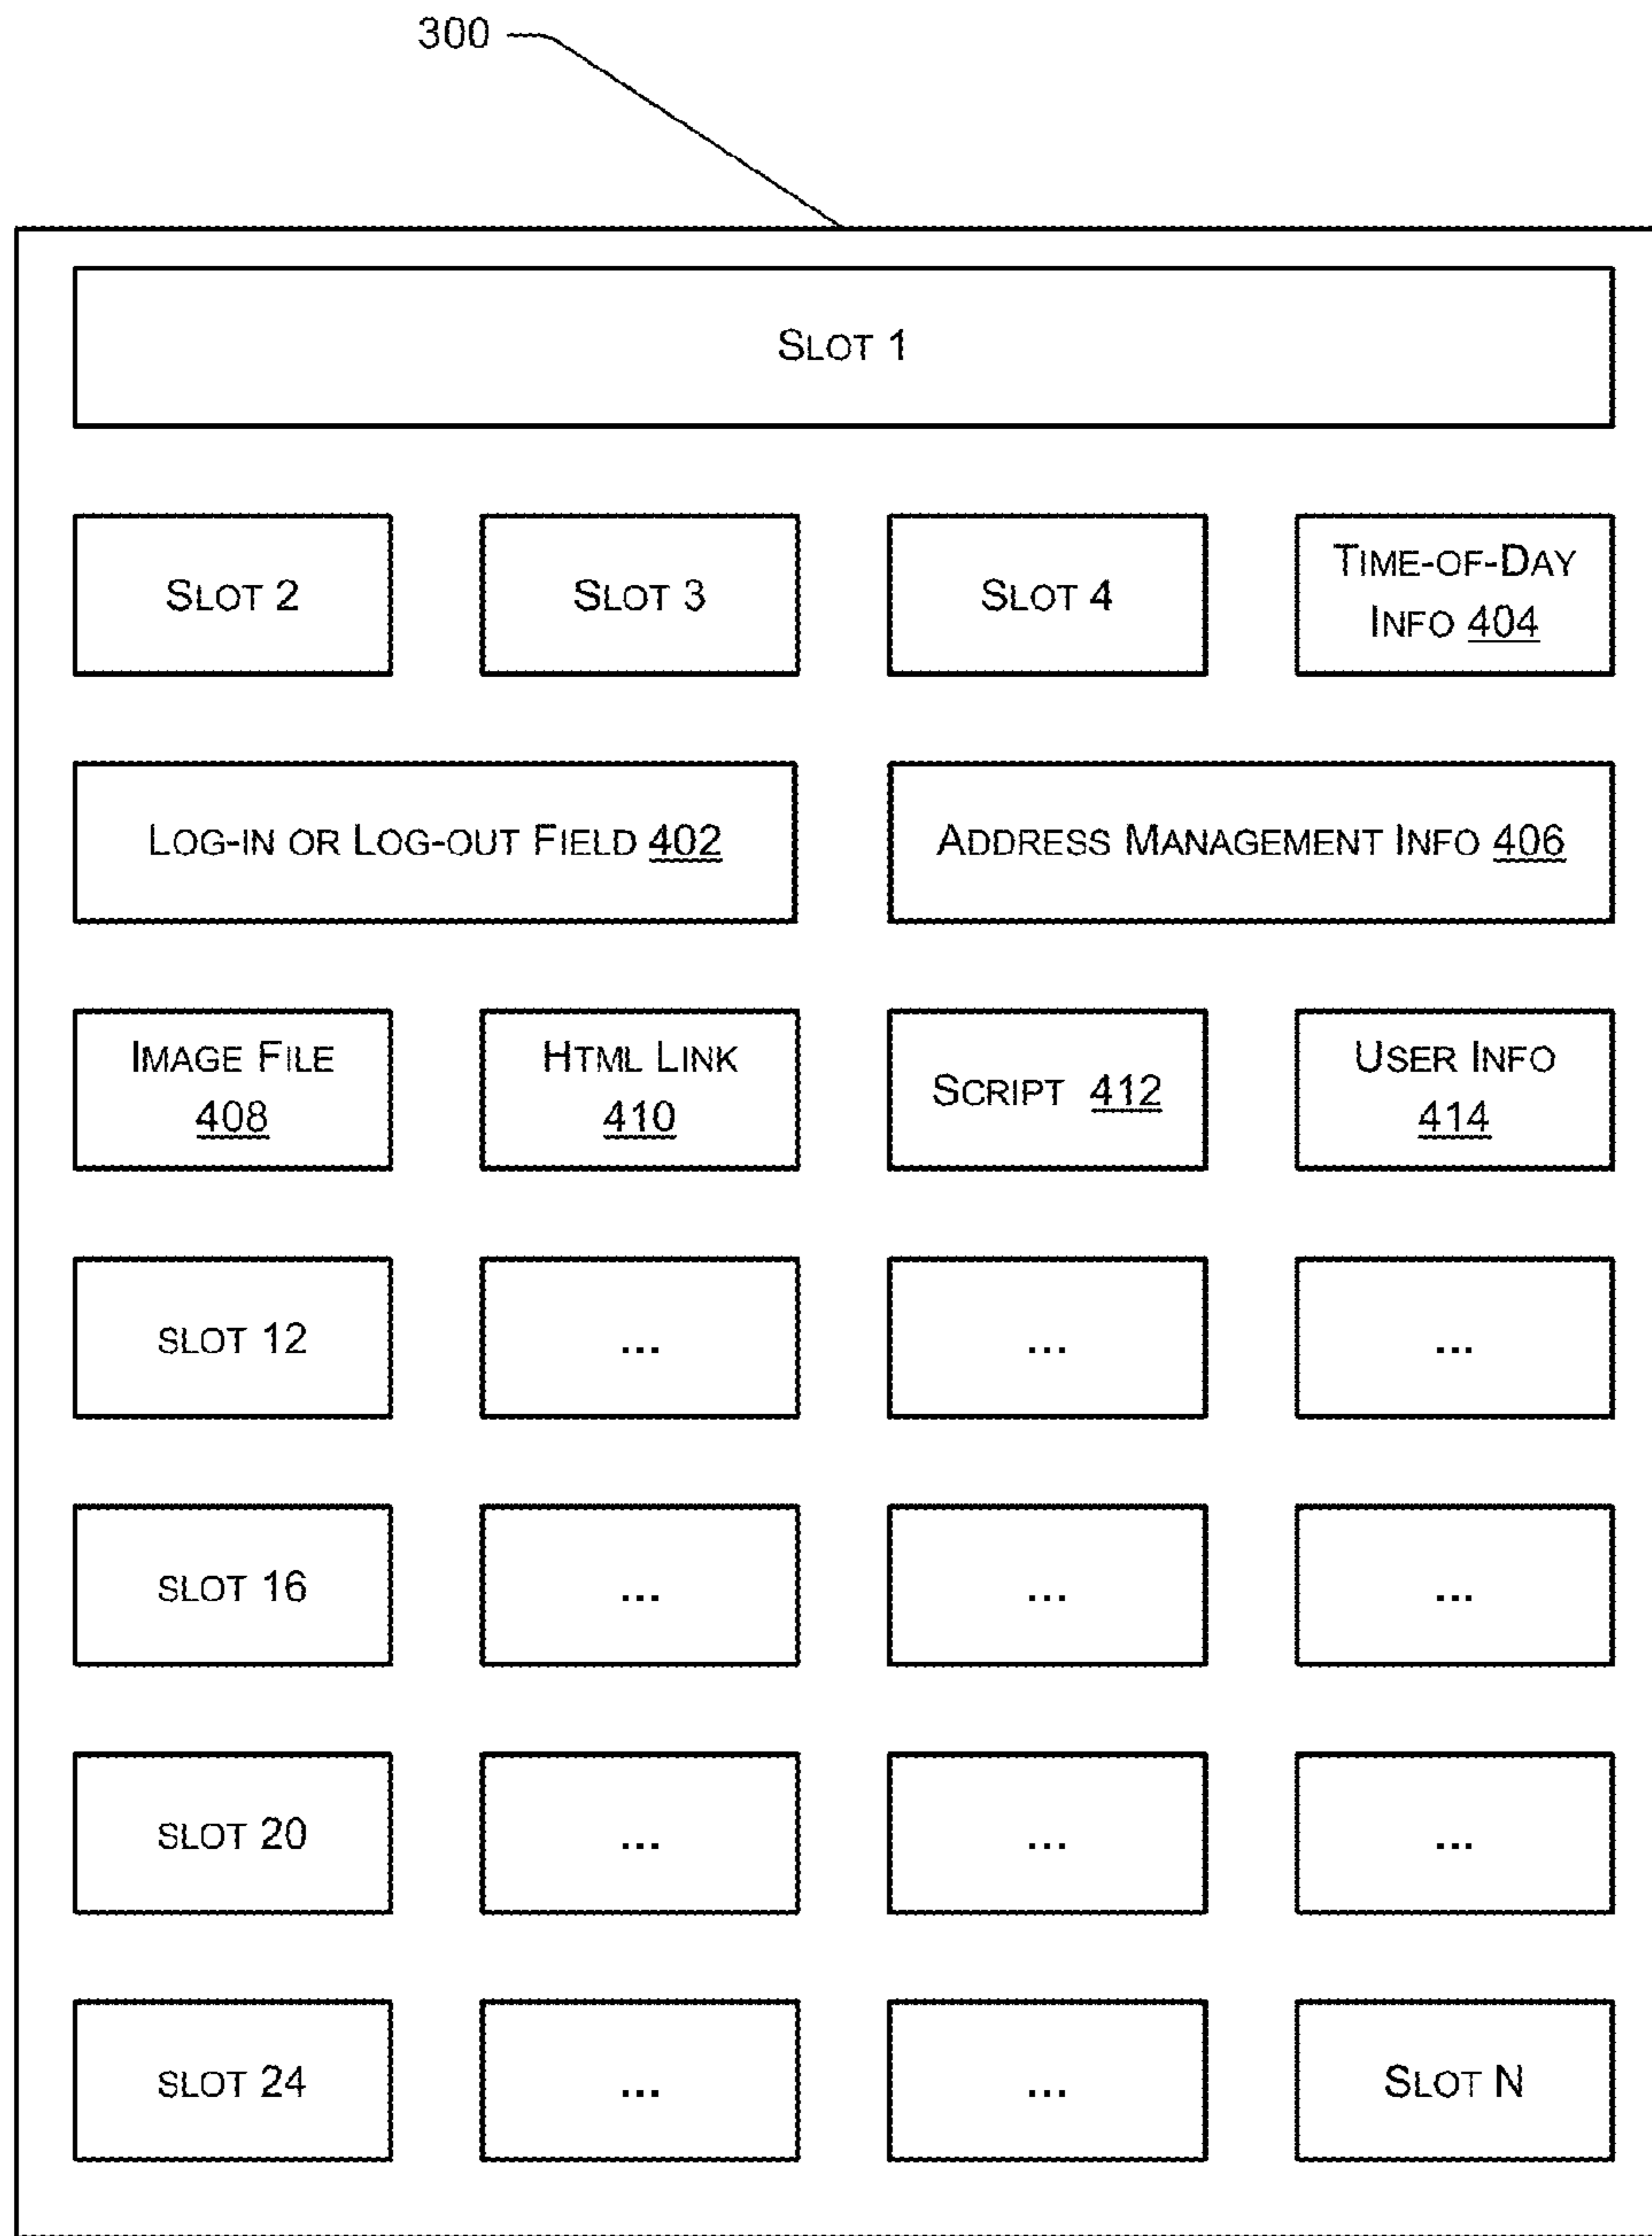 300
SLOT 1
SLOT 2
SLOT 3
SLOT 4
TIME-OF-DAY
INFO 404
LOG-IN OR LOG-OUT FIELD 402
ADDRESS MANAGEMENT INFO 406
IMAGE FILE
408
HTML LINK
410
SCRIPT 412
USER INFO
414
SLOT 12
...
...
...
SLOT 16
...
...
...
SLOT 20
...
...
...
SLOT 24
...
...
SLOT N